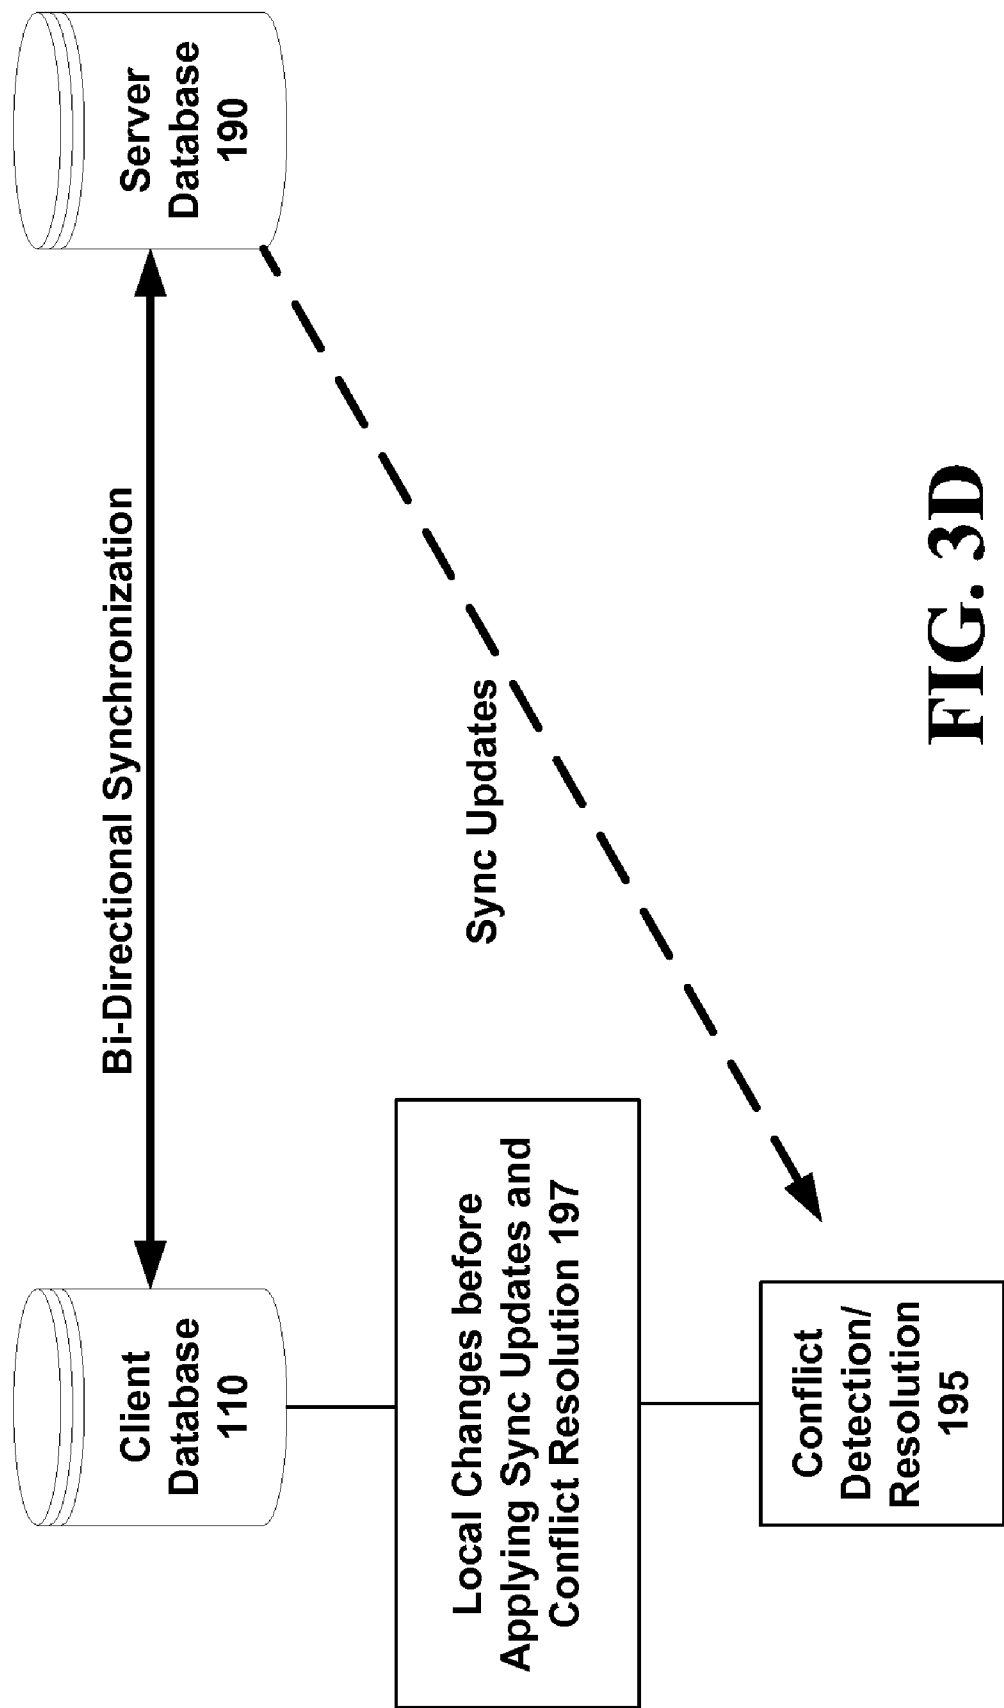 Client
Database
110
Bi-Directional Synchronization
Server
Database
190
Local Changes before
Applying Sync Updates and
Conflict Resolution 197
Sync Updates
Conflict
Detection/
Resolution
195
FIG. 3D